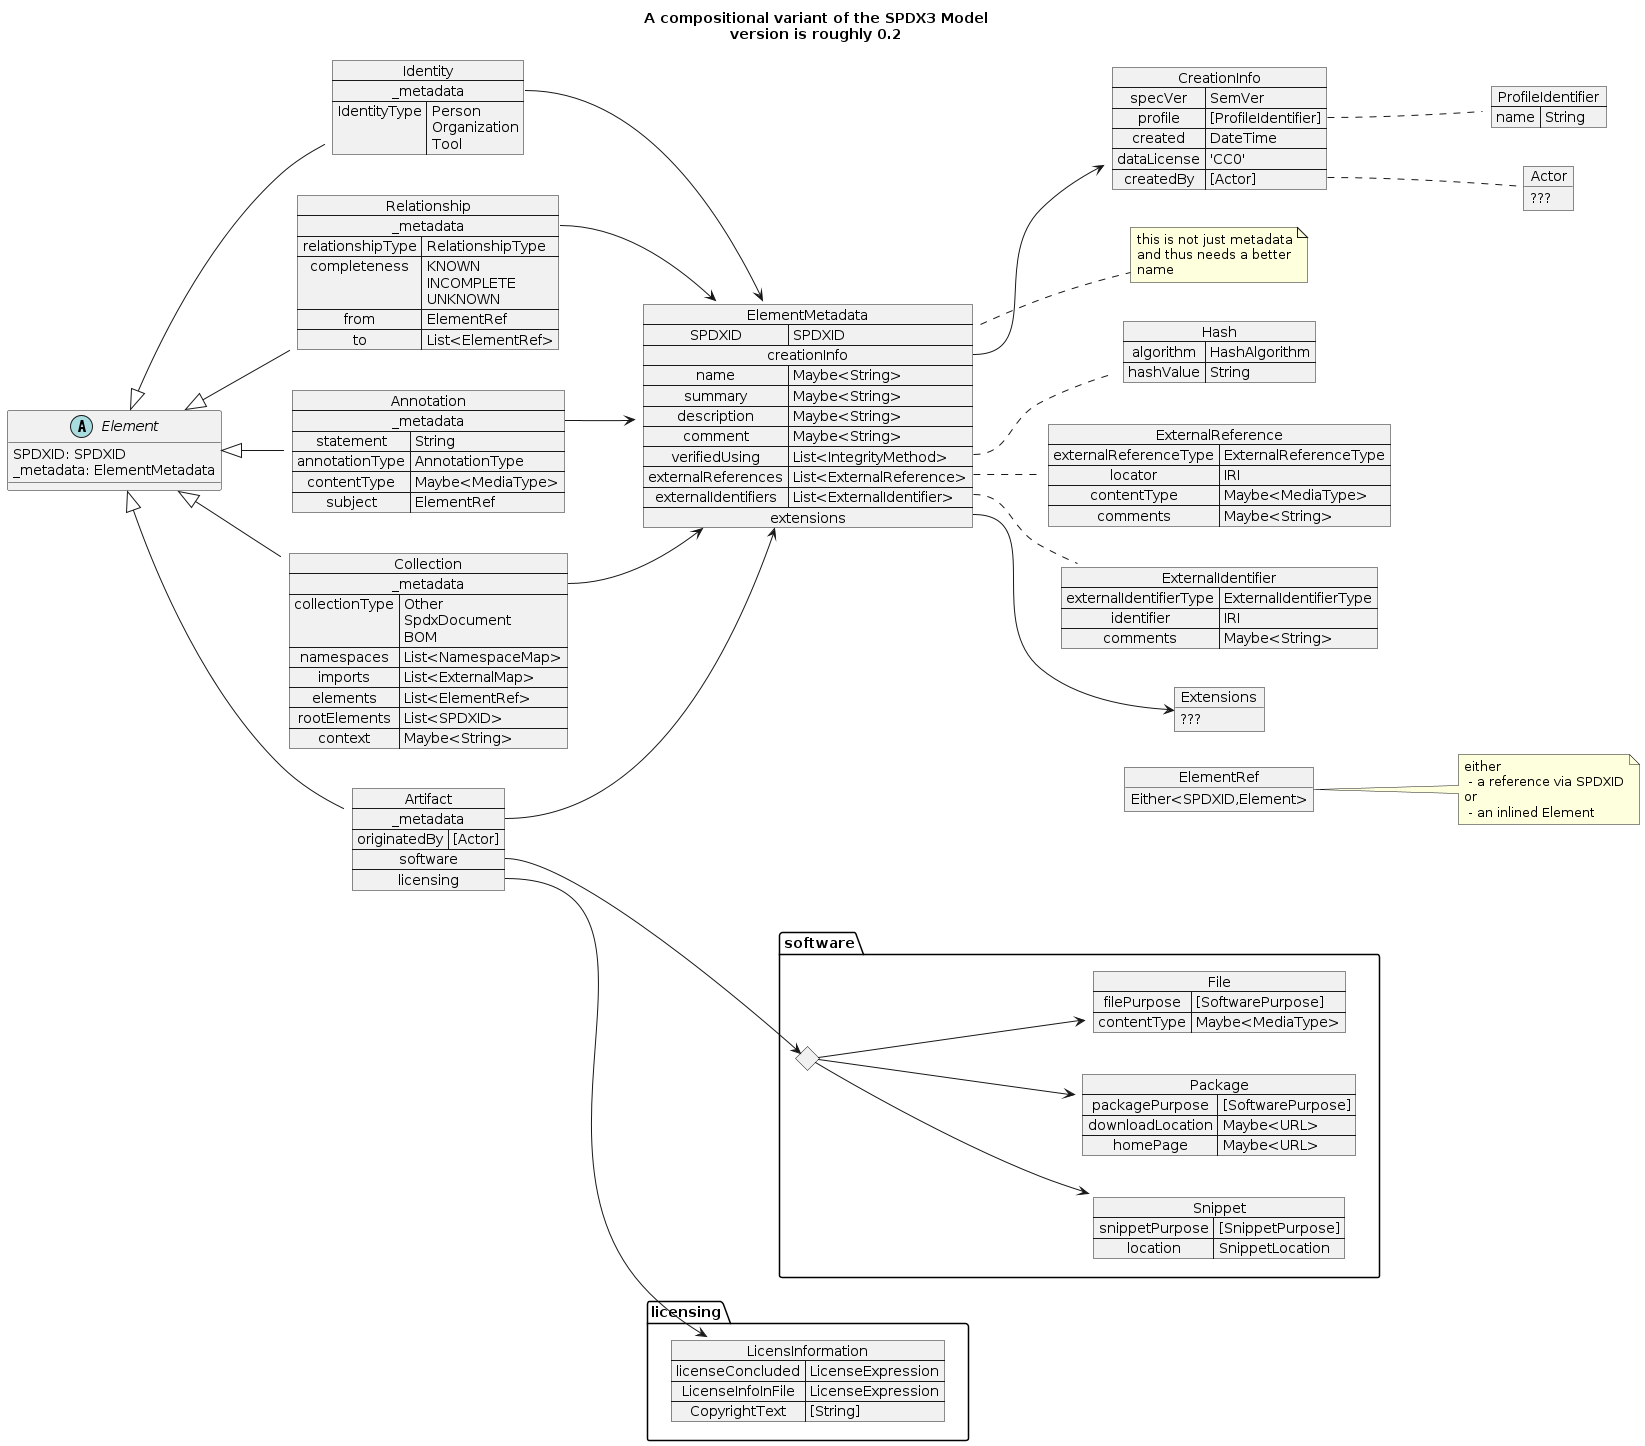 A compositional variant of the SPDX3 Model
version is roughly 0.2
Identity
_metadata
IdentityType Person
Organization
Tool
Relationship
_metadata
relationshipType RelationshipType
completeness KNOWN
INCOMPLETE
UNKNOWN
from ElementRef
to List<ElementRef>
A Element
SPDXID: SPDXID
_metadata: ElementMetadata
Annotation
_metadata
statement String
annotationType AnnotationType
contentType Maybe<MediaType>
subject ElementRef
Collection
_metadata
collectionType Other
SpdxDocument
BOM
namespaces List<NamespaceMap>
imports List<ExternalMap>
elements List<ElementRef>
rootElements List<SPDXID>
context Maybe<String>
Artifact
_metadata
originatedBy [Actor]
software
licensing
ElementMetadata
SPDXID SPDXID
creationInfo
name Maybe<String>
summary Maybe<String>
description Maybe<String>
comment Maybe<String>
verifiedUsing List<IntegrityMethod>
externalReferences List<ExternalReference>
externalIdentifiers List<ExternalIdentifier>
extensions
CreationInfo
specVer SemVer
profile [ProfileIdentifier]
created DateTime
dataLicense 'CC0'
createdBy [Actor]
ProfileIdentifier
name String
Actor
???
this is not just metadata
and thus needs a better
name
Hash
algorithm HashAlgorithm
hashValue String
ExternalReference
externalReferenceType ExternalReferenceType
locator IRI
contentType Maybe<MediaType>
comments Maybe<String>
ExternalIdentifier
externalIdentifierType ExternalIdentifierType
identifier IRI
comments Maybe<String>
Extensions
???
ElementRef
Either<SPDXID,Element>
either
- a reference via SPDXID
or
- an inlined Element
software
File
filePurpose [SoftwarePurpose]
contentType Maybe<MediaType>
Package
packagePurpose [SoftwarePurpose]
downloadLocation Maybe<URL>
homePage Maybe<URL>
Snippet
snippetPurpose [SnippetPurpose]
location SnippetLocation
licensing
LicensInformation
licenseConcluded LicenseExpression
LicenseInfoInFile LicenseExpression
CopyrightText [String]